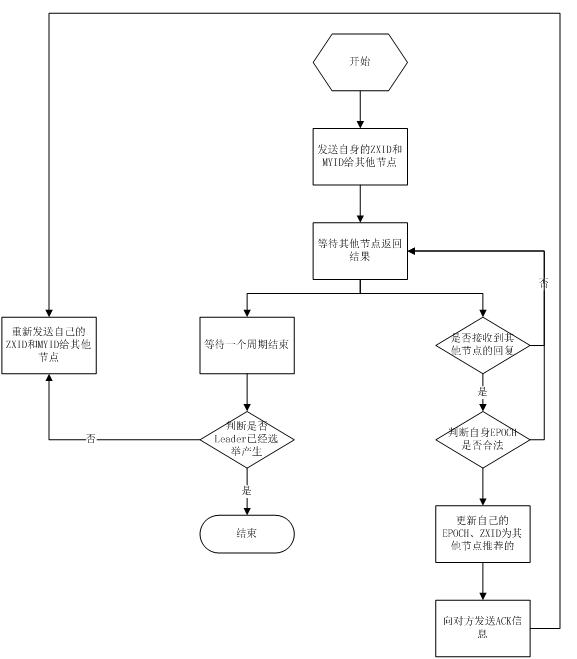 开始
发送自身的ZXID和
MYID给其他节点
等待其他节点返回
结果
否
重新发送自己的
ZXID和MYID给其他
节点
等待一个周期结束
是否接收到其
他节点的回复
是
判断是否
Leader已经选
举产生
否
判断自身EPOCH
是否合法
是
结束
更新自己的
EPOCH、ZXID为其
他节点推荐的
向对方发送ACK信
息